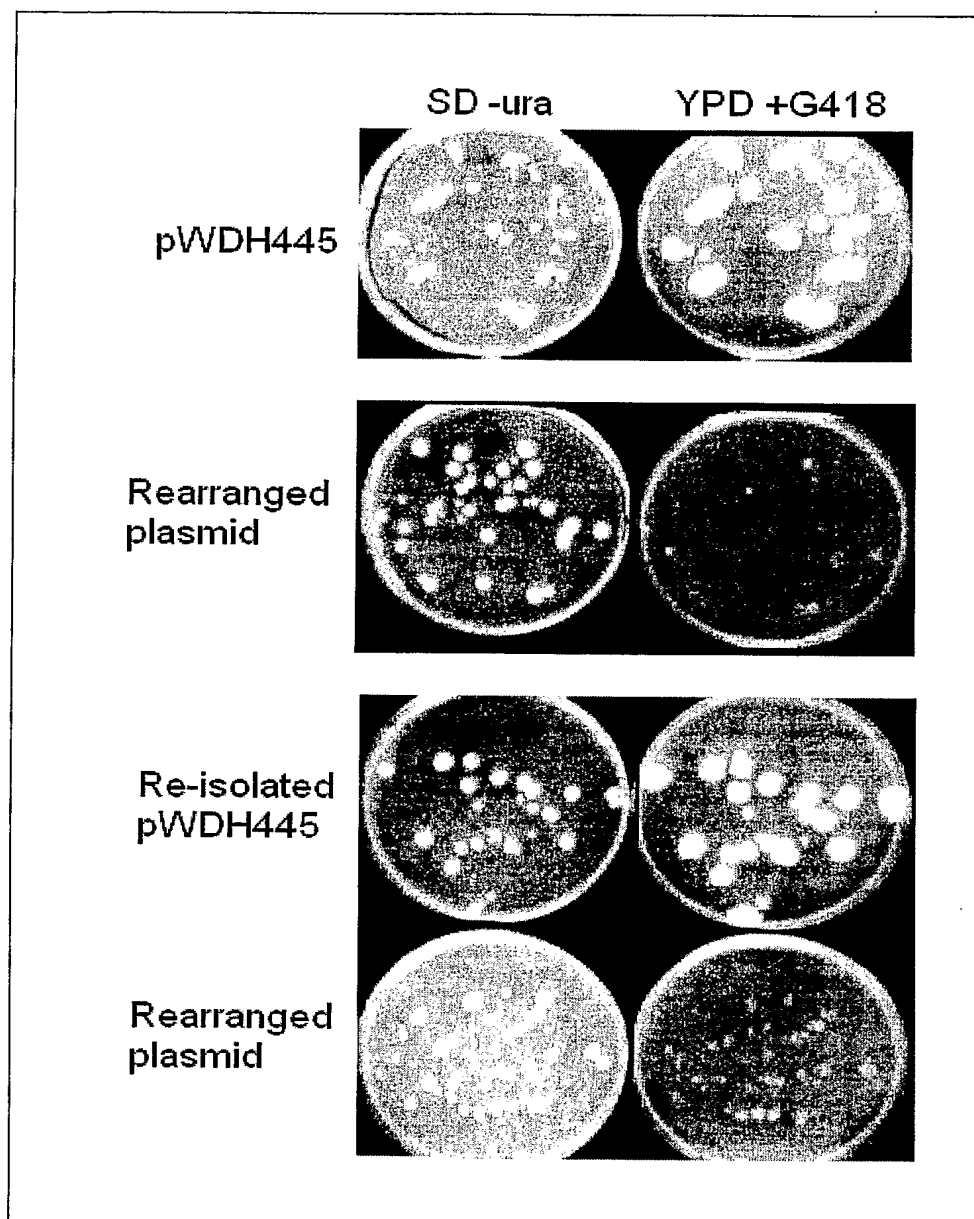 SD -ura YPD +G418
pWDH445
Rearranged
plasmid
Re-isolated
pWDH445
Rearranged
plasmid